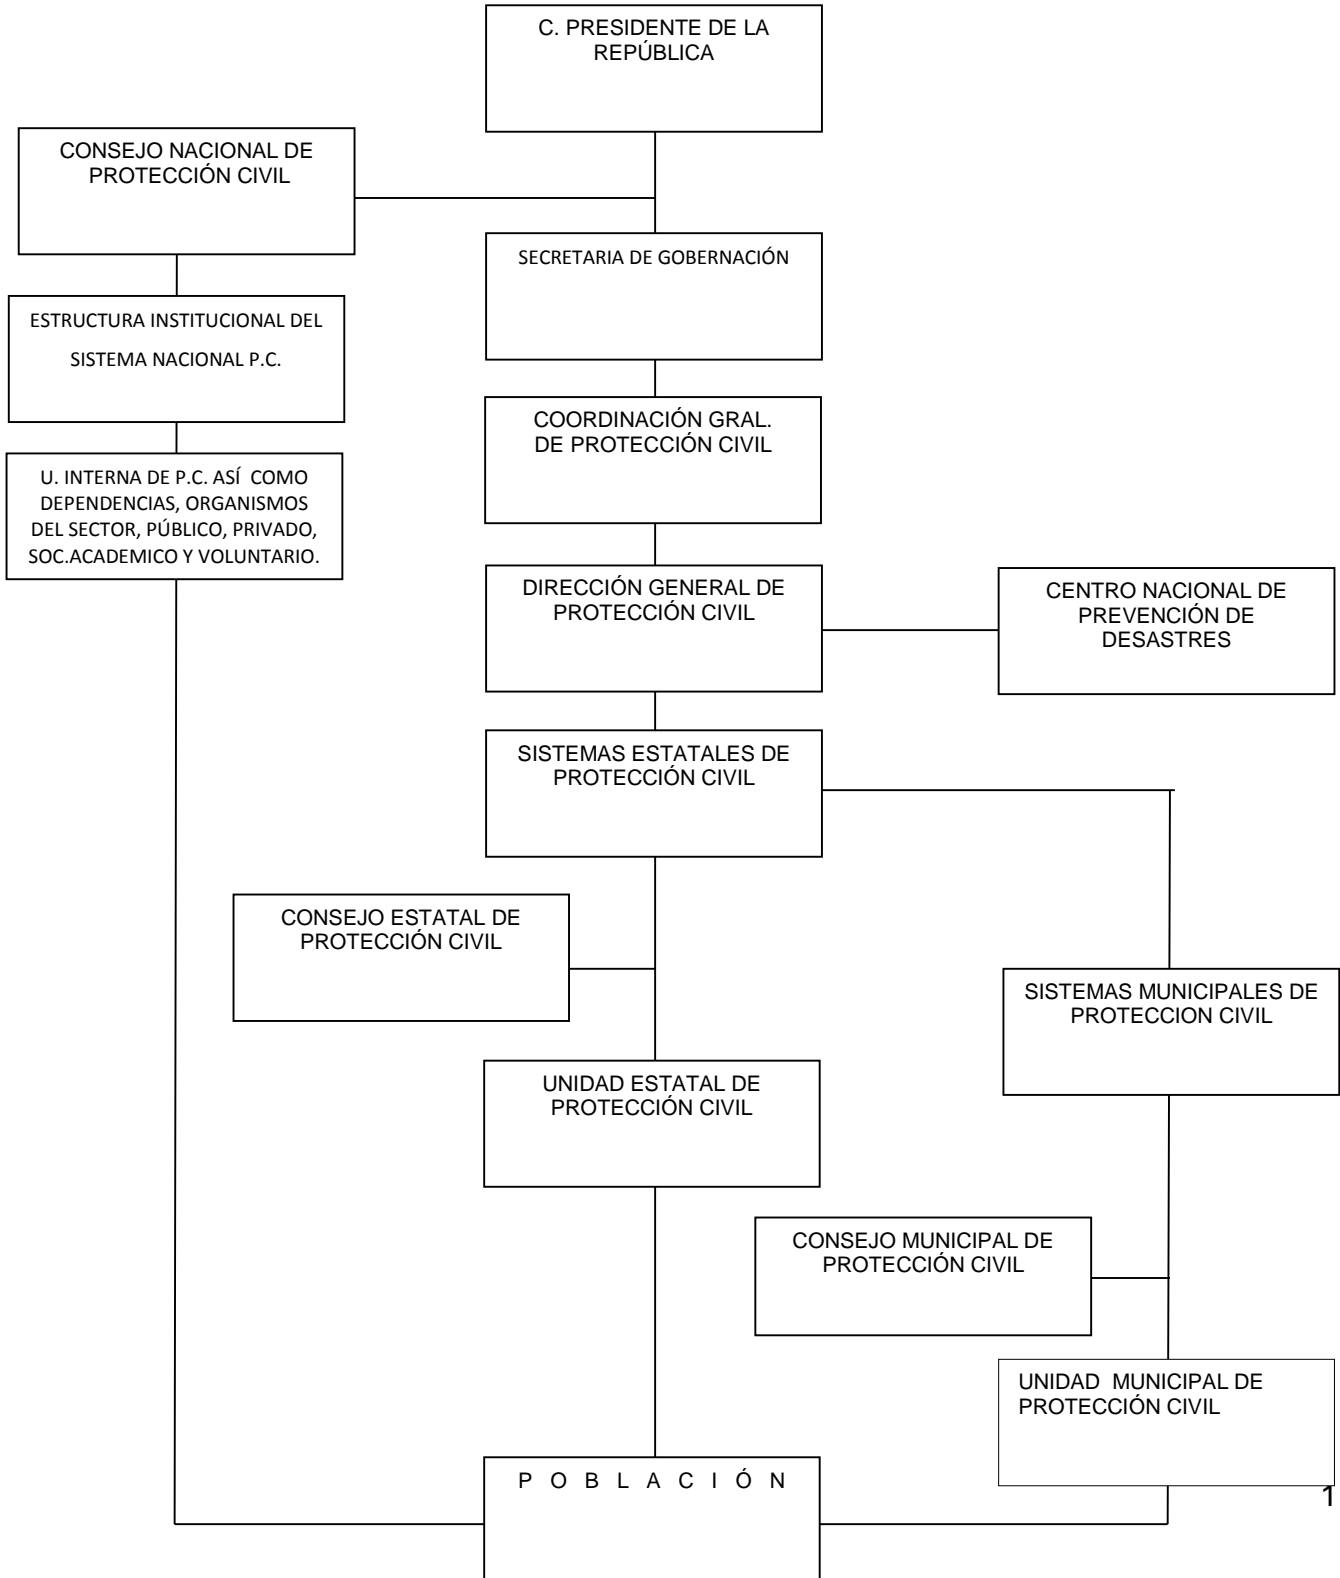 C. PRESIDENTE DE LA
REPÚBLICA
CONSEJO NACIONAL DE
PROTECCIÓN CIVIL
SECRETARIA DE GOBERNACIÓN
ESTRUCTURA INSTITUCIONAL DEL
SISTEMA NACIONAL P.C.
COORDINACIÓN GRAL.
DE PROTECCIÓN CIVIL
U. INTERNA DE P.C. ASÍ  COMO
DEPENDENCIAS, ORGANISMOS
DEL SECTOR, PÚBLICO, PRIVADO,
SOC.ACADEMICO Y VOLUNTARIO.
DIRECCIÓN GENERAL DE
PROTECCIÓN CIVIL
CENTRO NACIONAL DE
PREVENCIÓN DE
DESASTRES
SISTEMAS ESTATALES DE
PROTECCIÓN CIVIL
CONSEJO ESTATAL DE
PROTECCIÓN CIVIL
SISTEMAS MUNICIPALES DE
PROTECCION CIVIL
UNIDAD ESTATAL DE
PROTECCIÓN CIVIL
CONSEJO MUNICIPAL DE
PROTECCIÓN CIVIL
UNIDAD  MUNICIPAL DE
PROTECCIÓN CIVIL
P O B L A C I Ó N
1